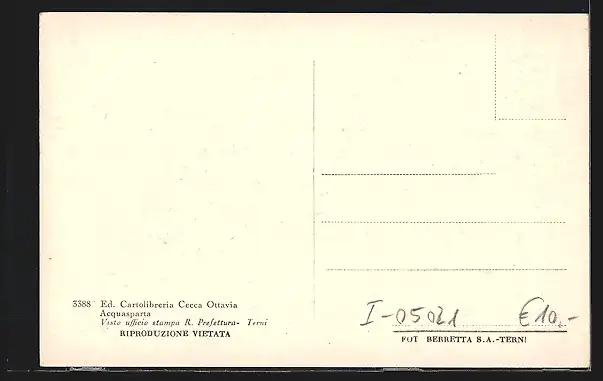 3388 Ed. Cartolibreria Cecca Ottavia
Acquasparta
Visto ufficio stampa R. Prefettura- Terni
RIPRODUZIONE VIETATA
I-05021 €10.-
FOT BERRETTA S.A.-TERNI